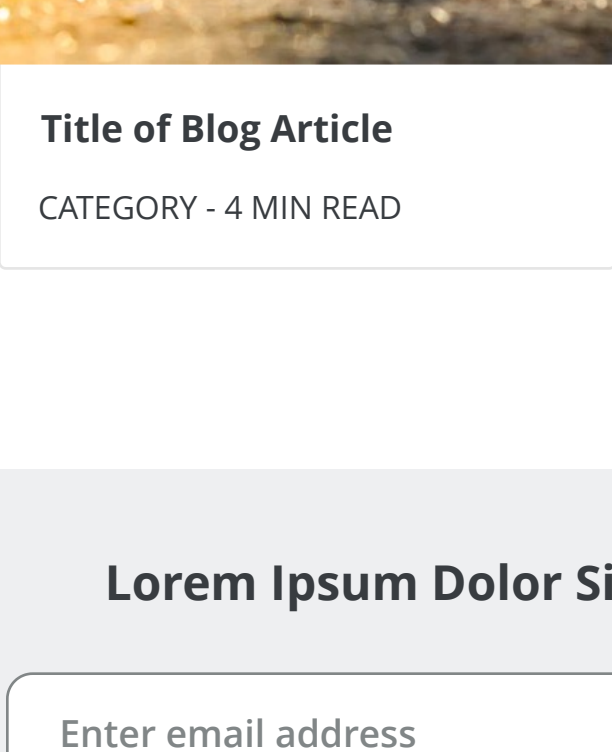 Title of Blog Article
CATEGORY - 4 MIN READ
Lorem Ipsum Dolor Si
Enter email address